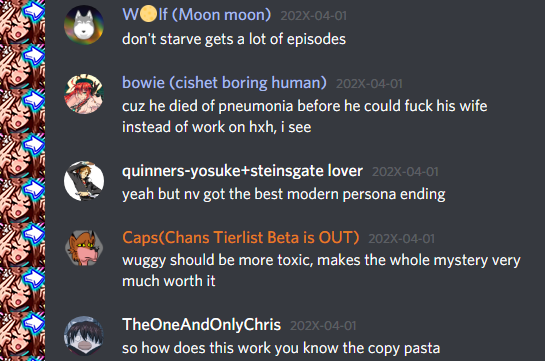 W🌕lf (Moon moon) 202X-04-01
don't starve gets a lot of episodes
bowie (cishet boring human) 202X-04-01
cuz he died of pneumonia before he could fuck his wife
instead of work on hxh, i see
quinners-yosuke+steinsgate lover 202X-04-01
yeah but nv got the best modern persona ending
Caps(Chans Tierlist Beta is OUT) 202X-04-01
wuggy should be more toxic, makes the whole mystery very
much worth it
TheOneAndOnlyChris 202X-04-01
so how does this work you know the copy pasta